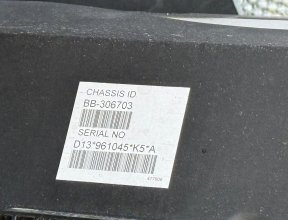 CHASSIS ID
BB-306703
SERIAL NO
D13*961045*K5*A